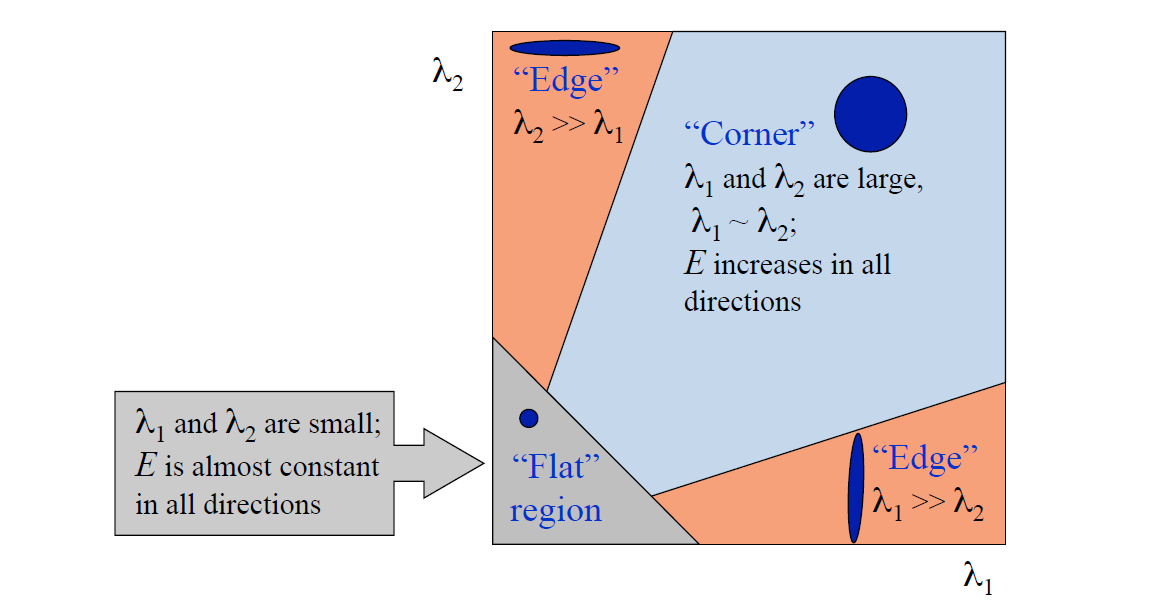 λ₂
“Edge”
λ₂ >> λ₁
“Corner”
λ₁ and λ₂ are large,
λ₁ ~ λ₂;
E increases in all
directions
λ₁ and λ₂ are small;
E is almost constant
in all directions
“Flat”
region
“Edge”
λ₁ >> λ₂
λ₁